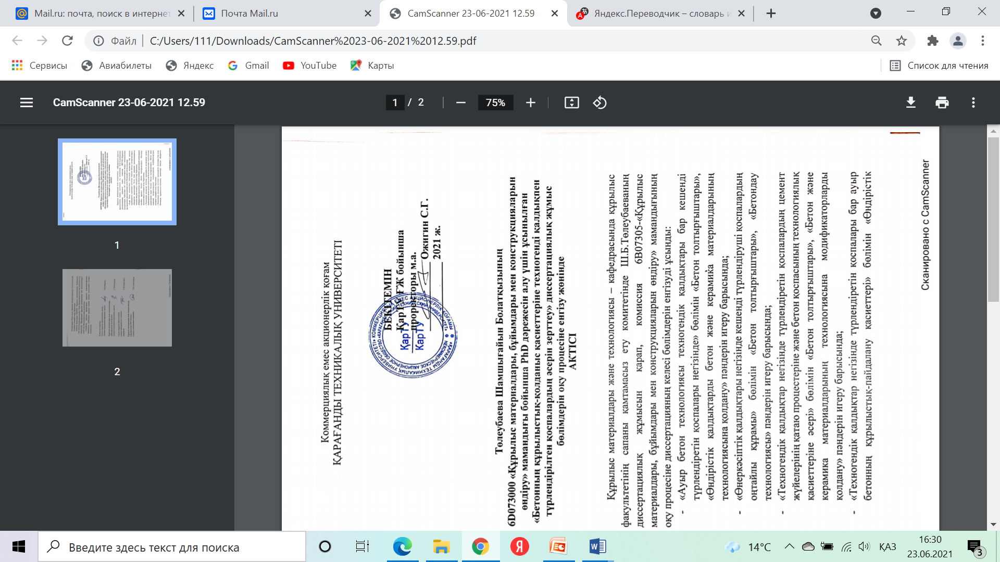 Mail.ru: почта, поиск в интернет
Почта Mail.ru
CamScanner 23-06-2021 12.59
Яндекс.Переводчик – словарь и
Файл
C:/Users/111/Downloads/CamScanner%2023-06-2021%2012.59.pdf
Сервисы
Авиабилеты
Яндекс
Gmail
YouTube
Карты
Список для чтения
CamScanner 23-06-2021 12.59
1 / 2
75%
1
2
Коммерциялық емес акционерлік қоғам
ҚАРАҒАНДЫ ТЕХНИКАЛЫҚ УНИВЕРСИТЕТІ
БЕКІТЕМІН
ҚарТУ ҒЖ бойынша
проректоры м.а.
Ожигин С.Г.
2021 ж.
ҚарТУ
КарТУ
Төлеубаева Шамшығайын Болатқызының
6D073000 «Құрылыс материалдары, бұйымдары мен конструкцияларын
өндіру» мамандығы бойынша PhD дәрежесін алу үшін ұсынылған
«Бетонның құрылыстық-қолданыс қасиеттеріне техногенді қалдықпен
түрлендірілген қоспалардың әсерін зерттеу» диссертациялық жұмыс
бөлімдерін оқу процесіне енгізу жөнінде
АКТІСІ
Құрылыс материалдары және технологиясы – кафедрасында құрылыс
факультетінің сапаны қамтамасыз ету комитетінде Ш.Б.Төлеубаеваның
диссертациялық жұмысын қарап, комиссия 6В07305-«Құрылыс
материалдары, бұйымдары мен конструкцияларын өндіру» мамандығының
оқу процесіне диссертацияның келесі бөлімдерін енгізуді ұсынды:
- «Ауыр бетон технологиясы техногендік қалдықтары бар кешенді
түрлендіретін қоспалары негізінде» бөлімін «Бетон толтырғыштары»,
«Өндірістік қалдықтарды бетон және керамика материалдарының
технологиясына қолдану» пәндерін игеру барысында;
- «Өнеркәсіптік қалдықтары негізінде кешенді түрлендіруші қоспалардың
оңтайлы құрамы» бөлімін «Бетон толтырғыштары», «Бетондау
технологиясы» пәндерін игеру барысында;
- «Техногендік қалдықтар негізінде түрлендіретін қоспалардың цемент
жүйелерінің қатаю процестеріне және бетон қоспасының технологиялық
қасиеттеріне әсері» бөлімін «Бетон толтырғыштары», «Бетон және
керамика материалдарының технологиясына модификаторларды
қолдану» пәндерін игеру барысында;
- «Техногендік қалдықтар негізінде түрлендіретін қоспалары бар ауыр
бетонның құрылыстық-пайдалану қасиеттері» бөлімін «Өндірістік
Сканировано с CamScanner
Введите здесь текст для поиска
14°C
ҚАЗ
16:30
23.06.2021
3